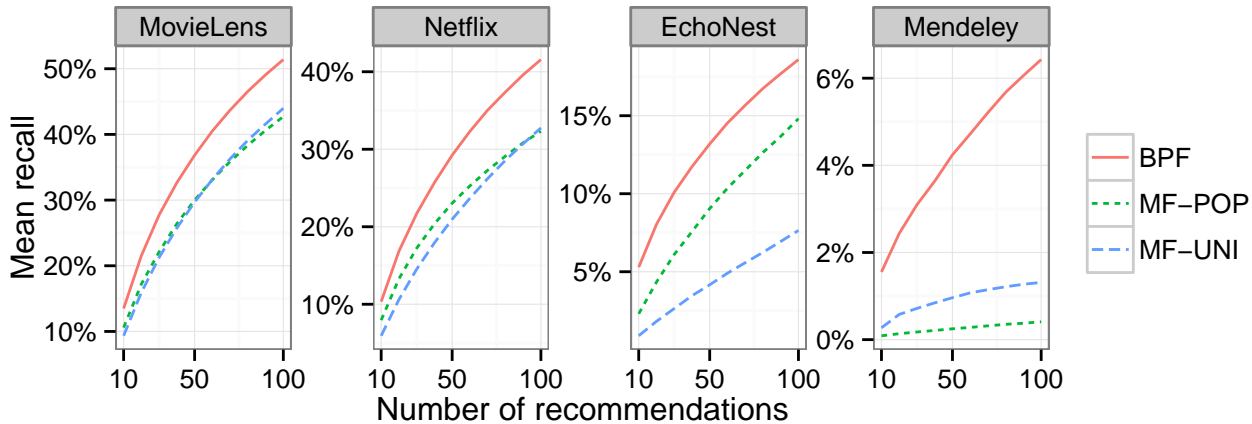 MovieLens
Netflix
EchoNest
Mendeley
Mean recall
50%
40%
30%
20%
10%
40%
30%
20%
10%
15%
10%
5%
6%
4%
2%
0%
10 50 100
10 50 100
10 50 100
10 50 100
Number of recommendations
BPF
MF−POP
MF−UNI